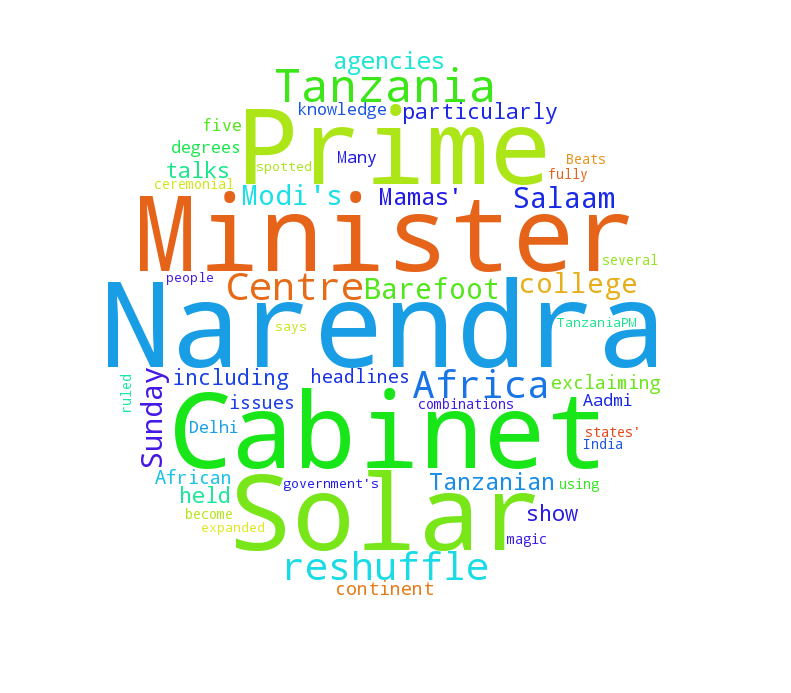 agencies
Tanzania
knowledge particularly
Prime
five
degrees
Many
Beats
spotted
talks
fully
ceremonial
Modi's Mamas' Salaam
Minister
several
people
Centre Barefoot college
Narendra
says
TanzaniaPM
Sunday
including headlines Africa exclaiming
ruled
issues
combinations
Aadmi
Cabinet
Delhi
states'
India
African
government's
Tanzanian
using
held
Solar
become
show
expanded
magic
reshuffle
continent